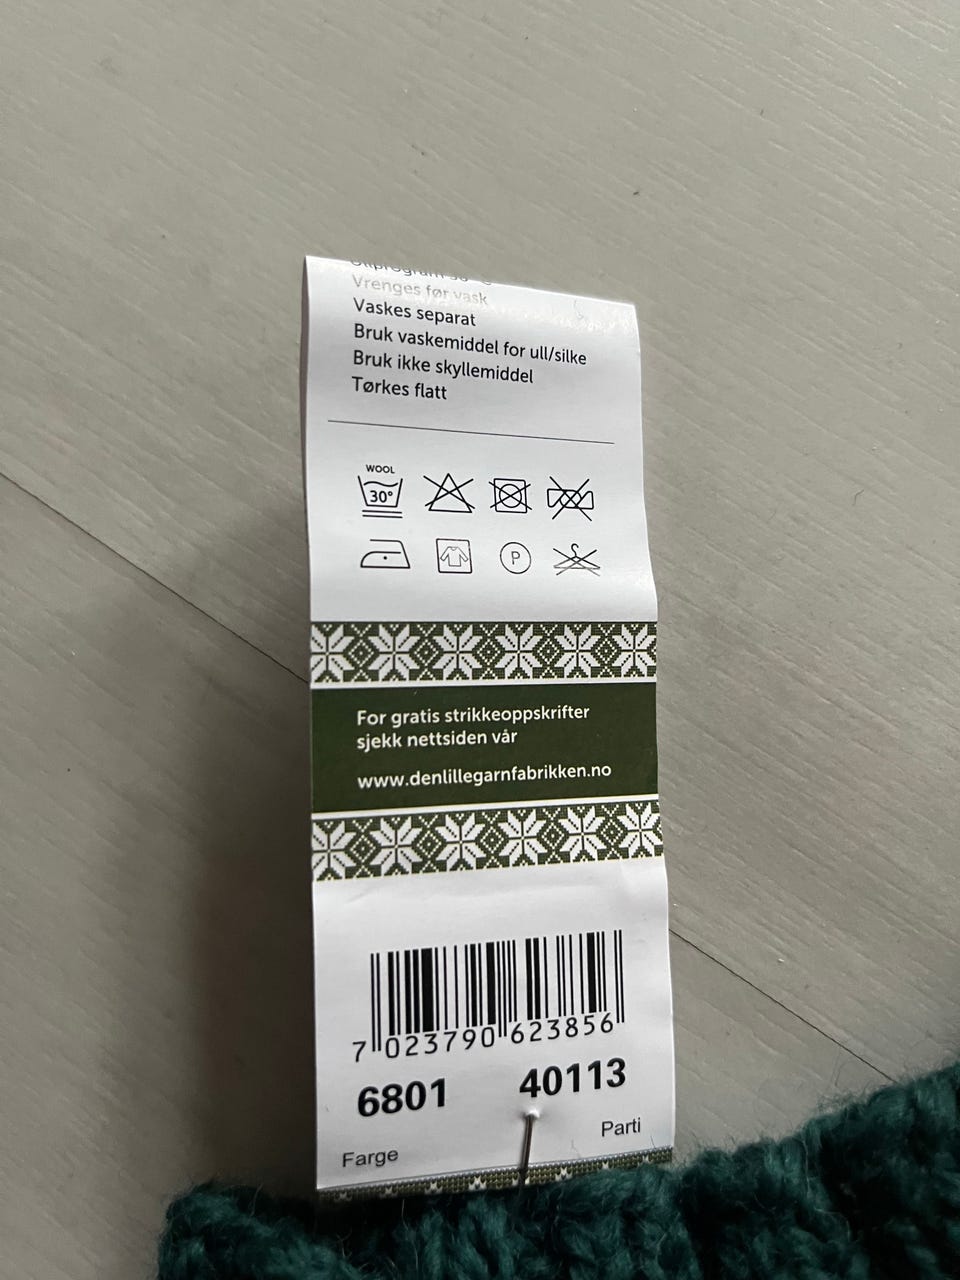 Vrenges før vask
Vaskes separat
Bruk vaskemiddel for ull/silke
Bruk ikke skyllemiddel
Tørkes flatt
WOOL
30°
P
For gratis strikkeoppskrifter
sjekk nettsiden vår
www.denlillegarnfabrikken.no
7 023790 623856
6801 40113
Farge Parti